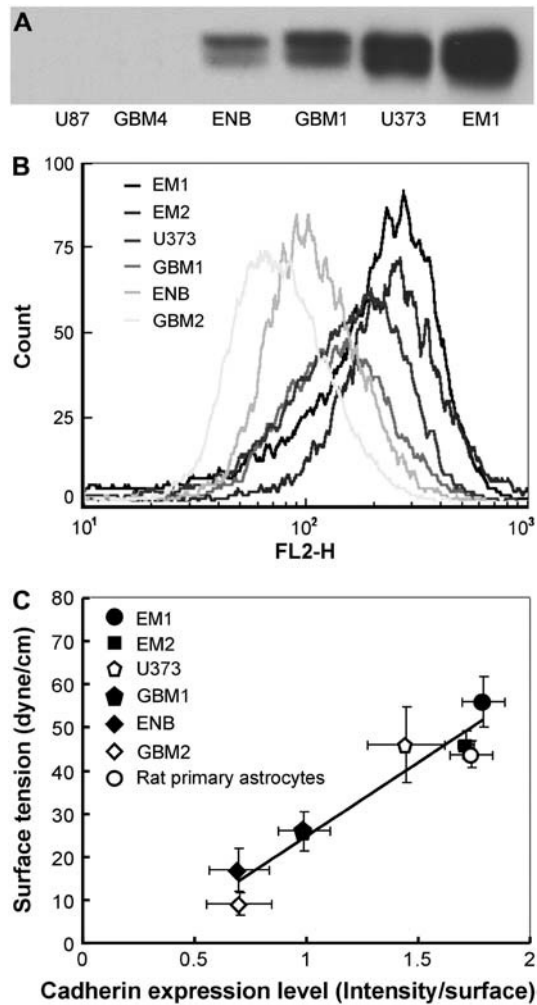 A
U87 GBM4 ENB GBM1 U373 EM1
B
100
75
50
25
0
Count
EM1
EM2
U373
GBM1
ENB
GBM2
10¹ 10² 10³
FL2-H
C
80
70
60
50
40
30
20
10
0
Surface tension (dyne/cm)
EM1
EM2
U373
GBM1
ENB
GBM2
Rat primary astrocytes
0 0.5 1 1.5 2
Cadherin expression level (Intensity/surface)